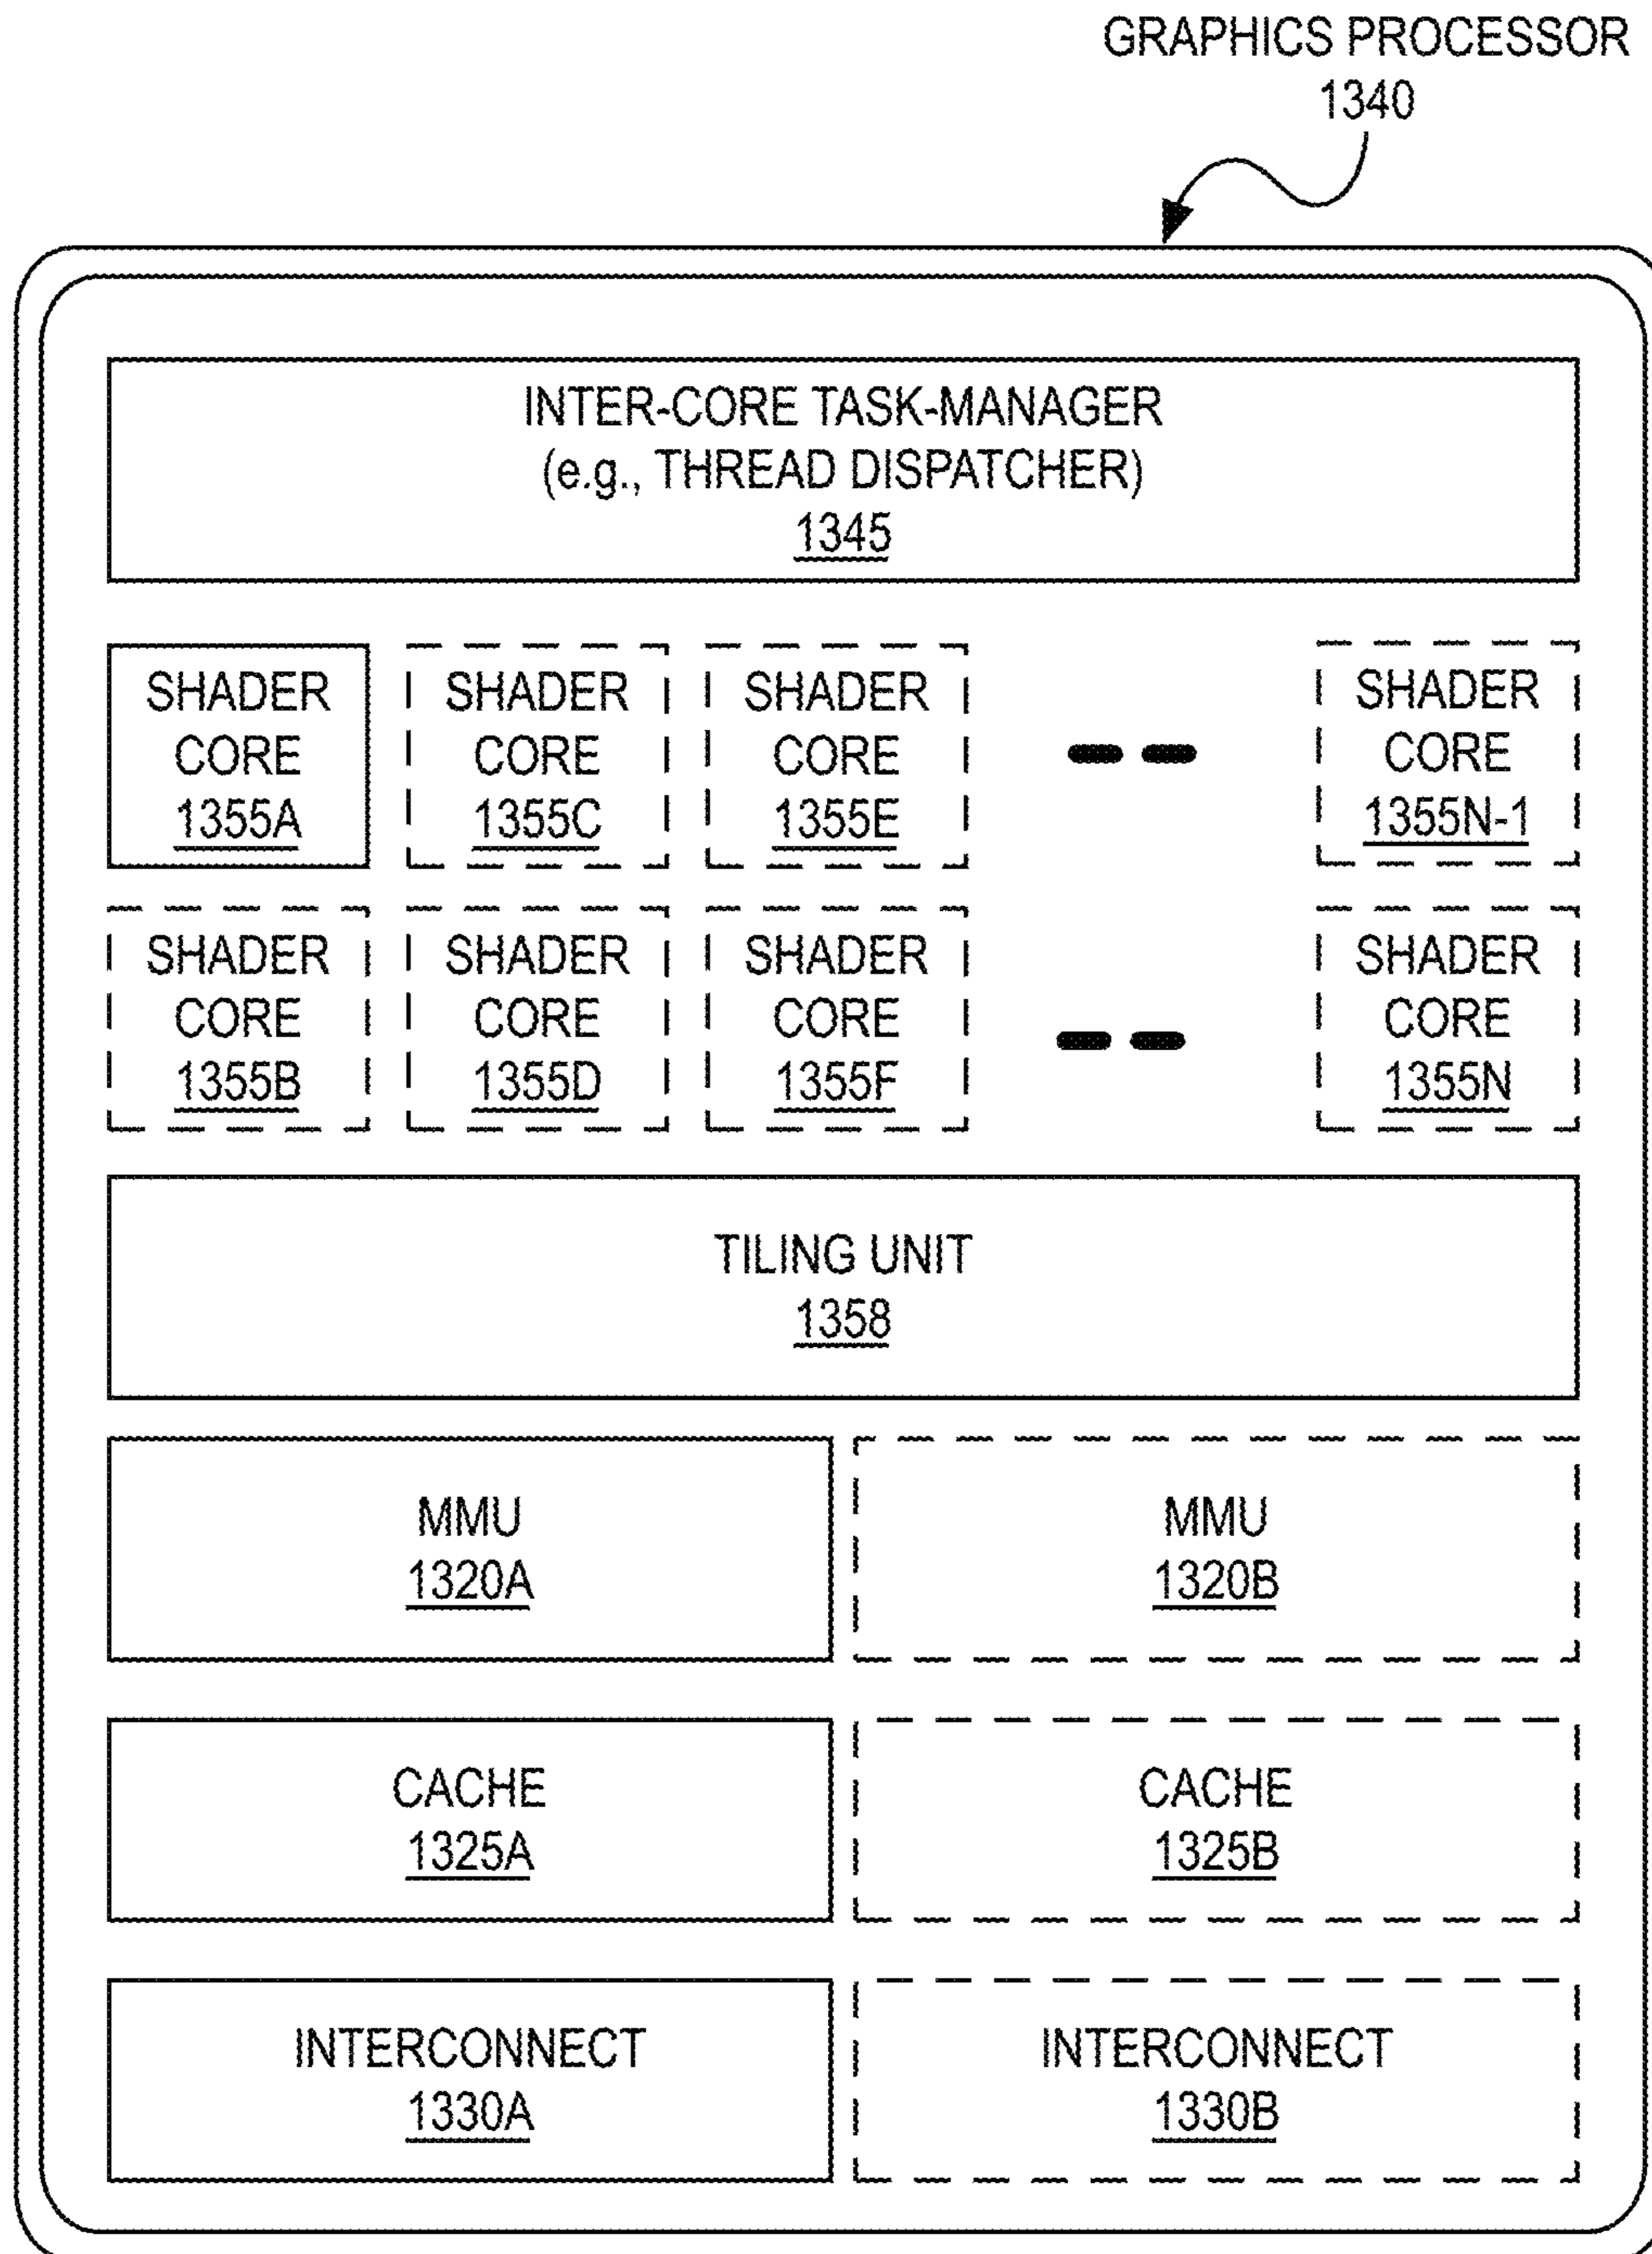 GRAPHICS PROCESSOR
1340
INTER-CORE TASK-MANAGER
(e.g., THREAD DISPATCHER)
1345
SHADER
CORE
1355A
SHADER
CORE
1355C
SHADER
CORE
1355E
SHADER
CORE
1355N-1
SHADER
CORE
1355B
SHADER
CORE
1355D
SHADER
CORE
1355F
SHADER
CORE
1355N
TILING UNIT
1358
MMU
1320A
MMU
1320B
CACHE
1325A
CACHE
1325B
INTERCONNECT
1330A
INTERCONNECT
1330B